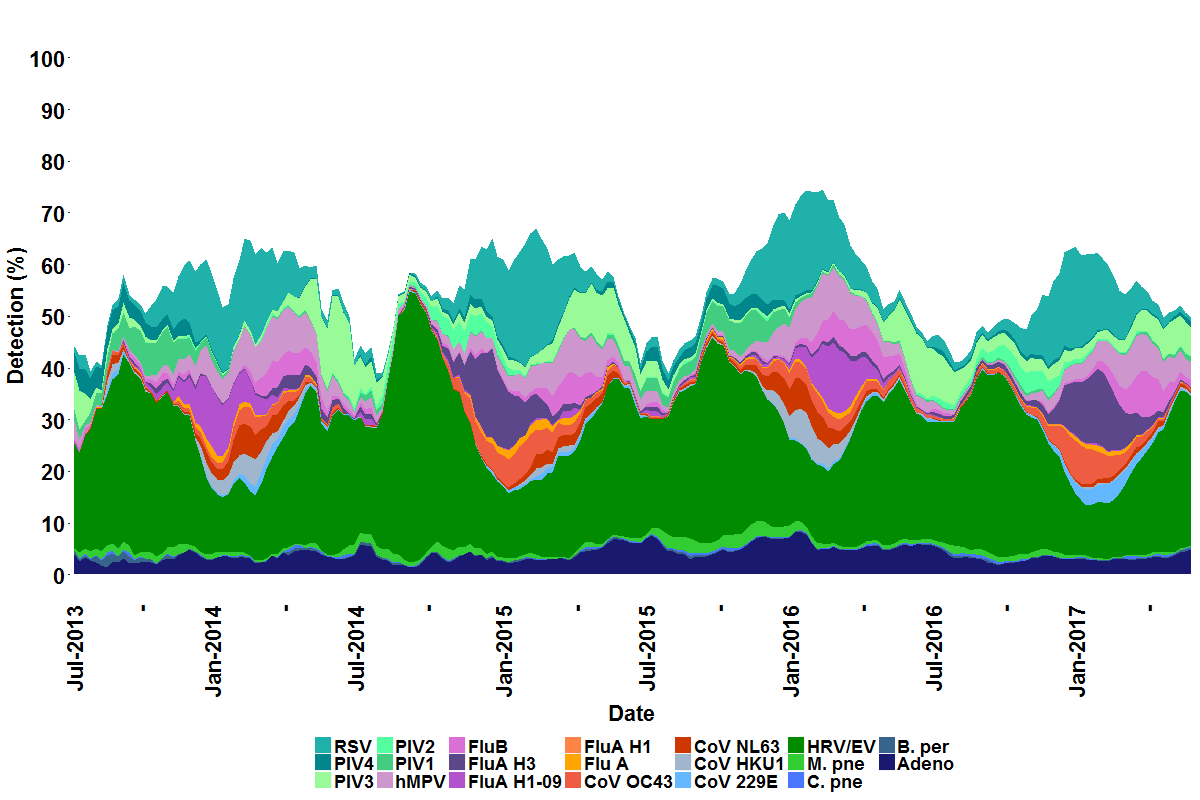 100
90
80
70
60
50
40
30
20
10
0
Detection (%)
Jul-2013
-
Jan-2014
-
Jul-2014
-
Jan-2015
-
Jul-2015
-
Jan-2016
-
Jul-2016
-
Jan-2017
-
Date
RSV PIV2 FluB FluA H1 CoV NL63 HRV/EV B. per
PIV4 PIV1 FluA H3 Flu A CoV HKU1 M. pne Adeno
PIV3 hMPV FluA H1-09 CoV OC43 CoV 229E C. pne